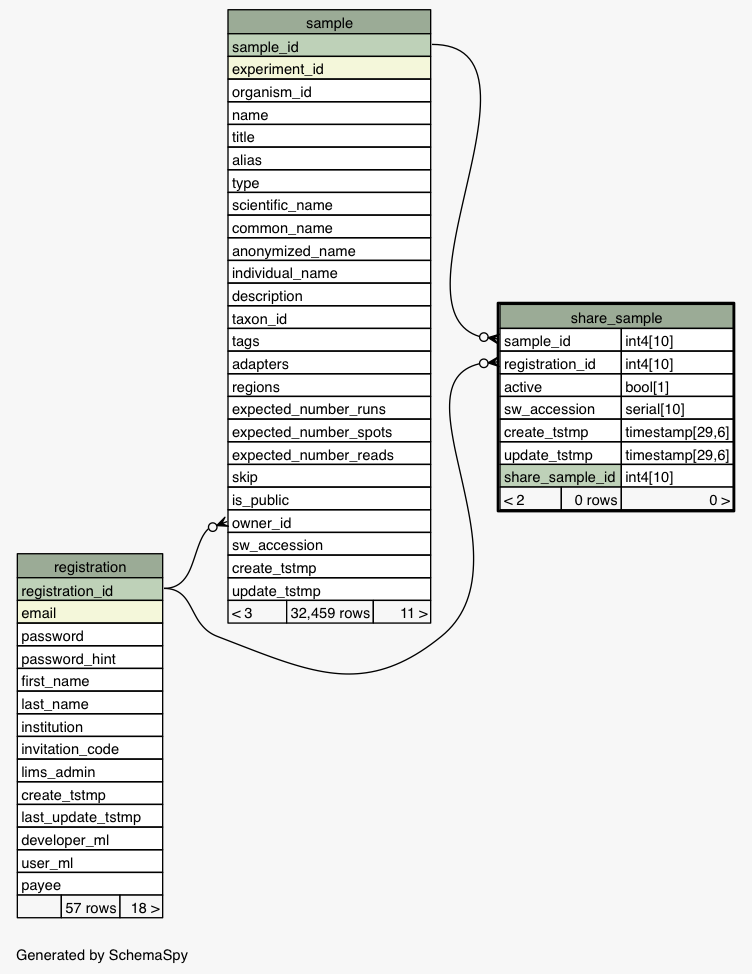 sample
sample_id
experiment_id
organism_id
name
title
alias
type
scientific_name
common_name
anonymized_name
individual_name
description
taxon_id
tags
adapters
regions
expected_number_runs
expected_number_spots
expected_number_reads
skip
is_public
owner_id
sw_accession
create_tstmp
update_tstmp
< 3 32,459 rows 11 >
share_sample
sample_id int4[10]
registration_id int4[10]
active bool[1]
sw_accession serial[10]
create_tstmp timestamp[29,6]
update_tstmp timestamp[29,6]
share_sample_id int4[10]
< 2 0 rows 0 >
registration
registration_id
email
password
password_hint
first_name
last_name
institution
invitation_code
lims_admin
create_tstmp
last_update_tstmp
developer_ml
user_ml
payee
57 rows 18 >
Generated by SchemaSpy